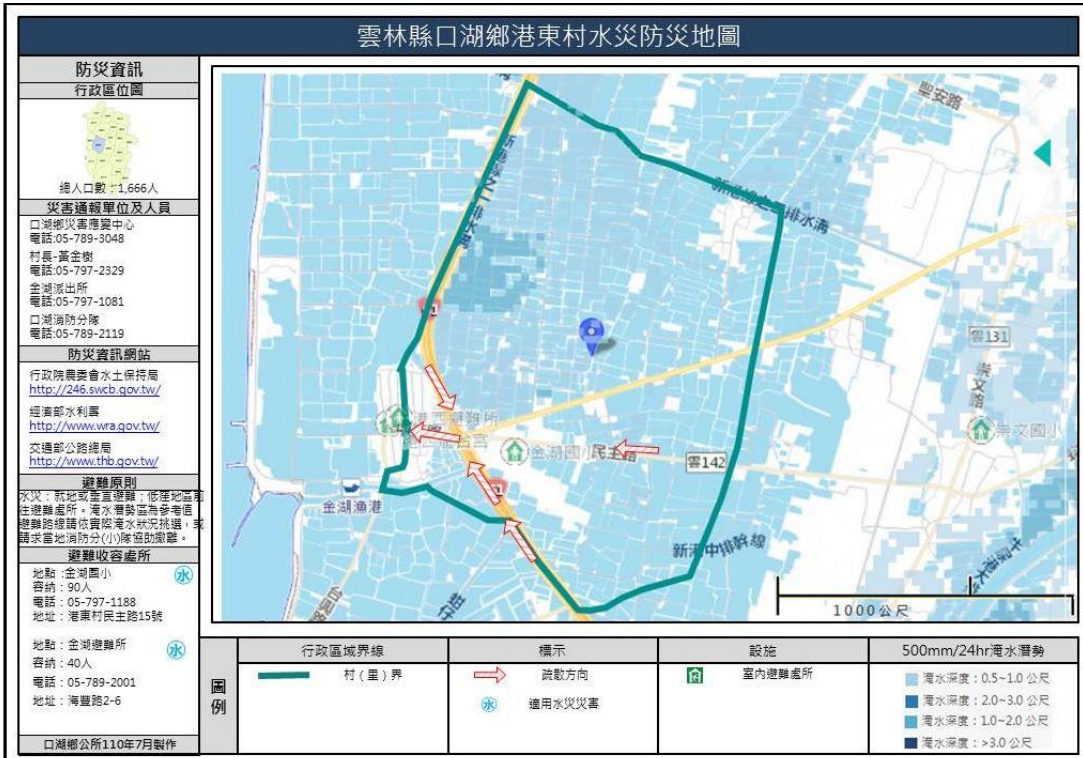 雲林縣口湖鄉港東村水災防災地圖
防災資訊
行政區位圖
總人口數：1,666人
災害通報單位及人員
口湖鄉災害應變中心
電話:05-789-3048
村長-黃金樹
電話:05-797-2329
金湖派出所
電話:05-797-1081
口湖消防分隊
電話:05-789-2119
防災資訊網站
行政院農委會水土保持局
http://246.swcb.gov.tw/
經濟部水利署
http://www.wra.gov.tw/
交通部公路總局
http://www.thb.gov.tw/
避難原則
水災：就地或垂直避難；低窪地區前
往避難處所。淹水潛勢區為參考值
避難路線請依實際淹水狀況挑選，或
請求當地消防分(小)隊協助撤離。
避難收容處所
地點：金湖國小
水
容納：90人
電話：05-797-1188
地址：港東村民主路15號
地點：金湖避難所
水
容納：40人
電話：05-789-2001
地址：海豐路2-6
口湖鄉公所110年7月製作
聖安路
雲131
崇文路
崇文國小
港西避難所
金湖國小
民主路
雲142
金湖漁港
新港中排幹線
1000公尺
圖例
行政區域界線
村（里）界
標示
疏散方向
水
適用水災災害
設施
室內避難處所
500mm/24hr淹水潛勢
淹水深度：0.5~1.0 公尺
淹水深度：2.0~3.0 公尺
淹水深度：1.0~2.0 公尺
淹水深度：>3.0 公尺